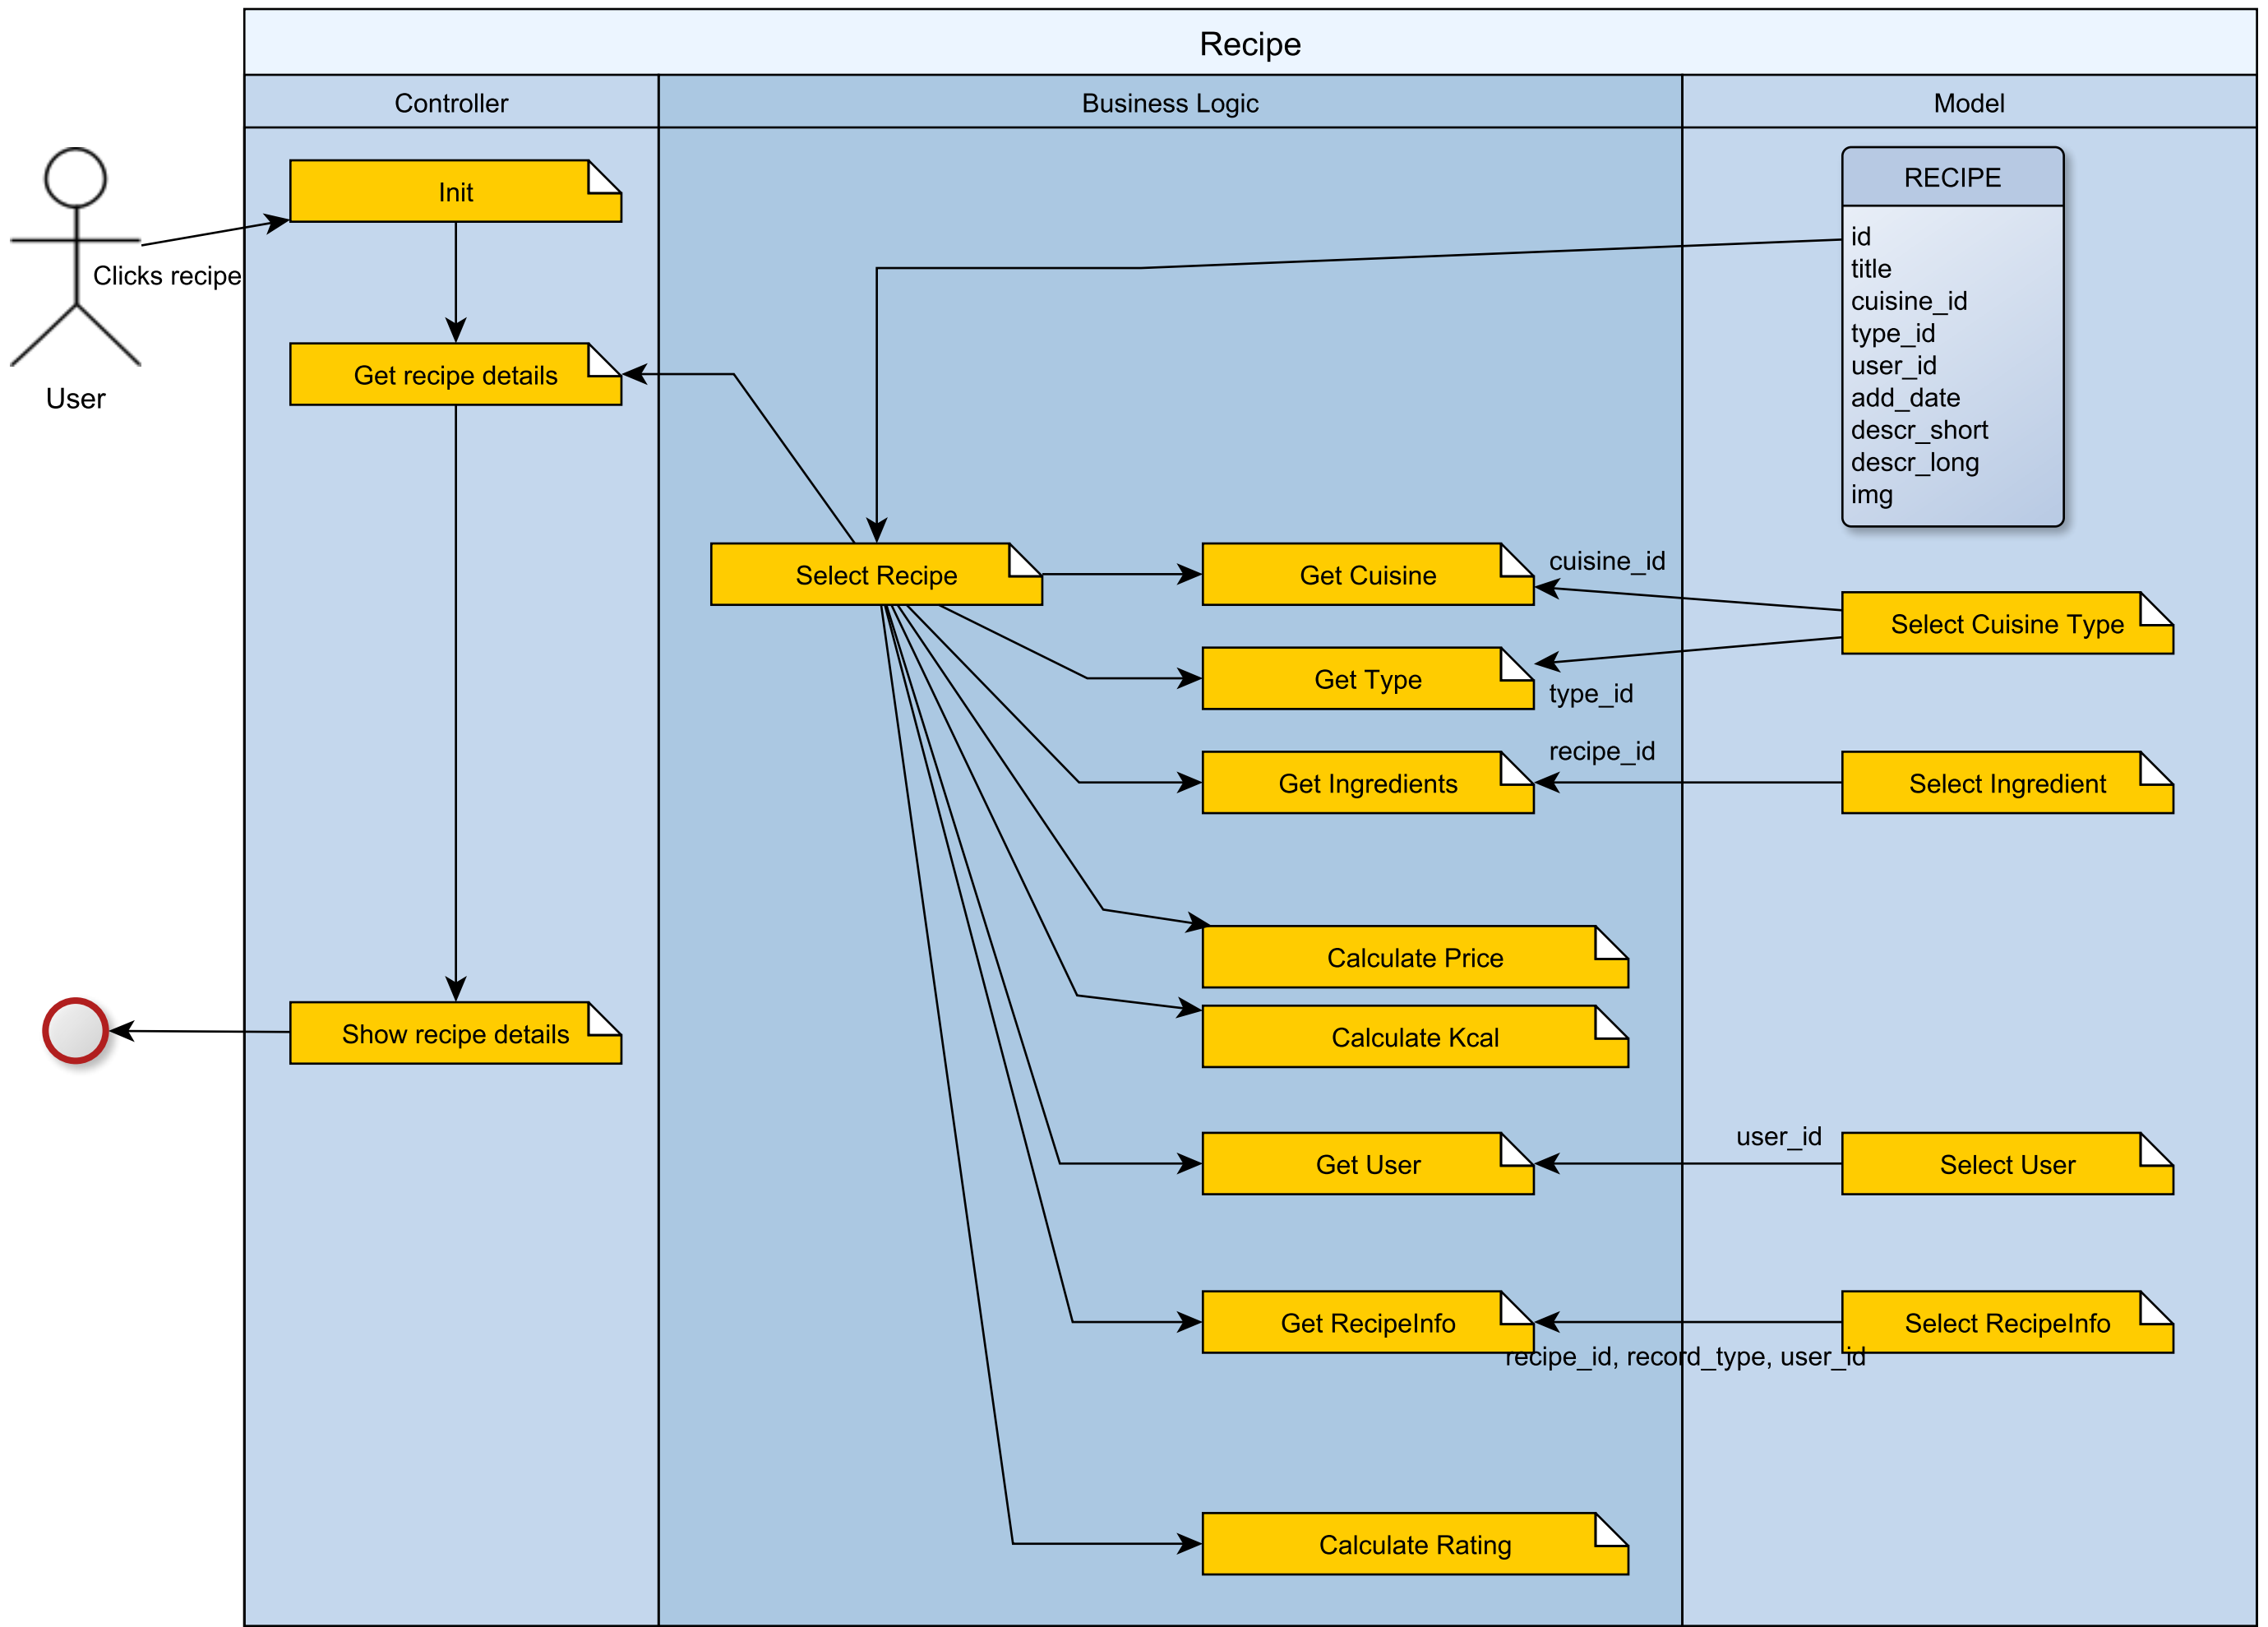 Recipe
Controller
Business Logic
Model
Init
RECIPE
id
title
cuisine_id
type_id
user_id
add_date
descr_short
descr_long
img
Clicks recipe
User
Get recipe details
Select Recipe
Get Cuisine
cuisine_id
Select Cuisine Type
Get Type
type_id
recipe_id
Get Ingredients
Select Ingredient
Calculate Price
Show recipe details
Calculate Kcal
user_id
Get User
Select User
Get RecipeInfo
Select RecipeInfo
recipe_id, record_type, user_id
Calculate Rating